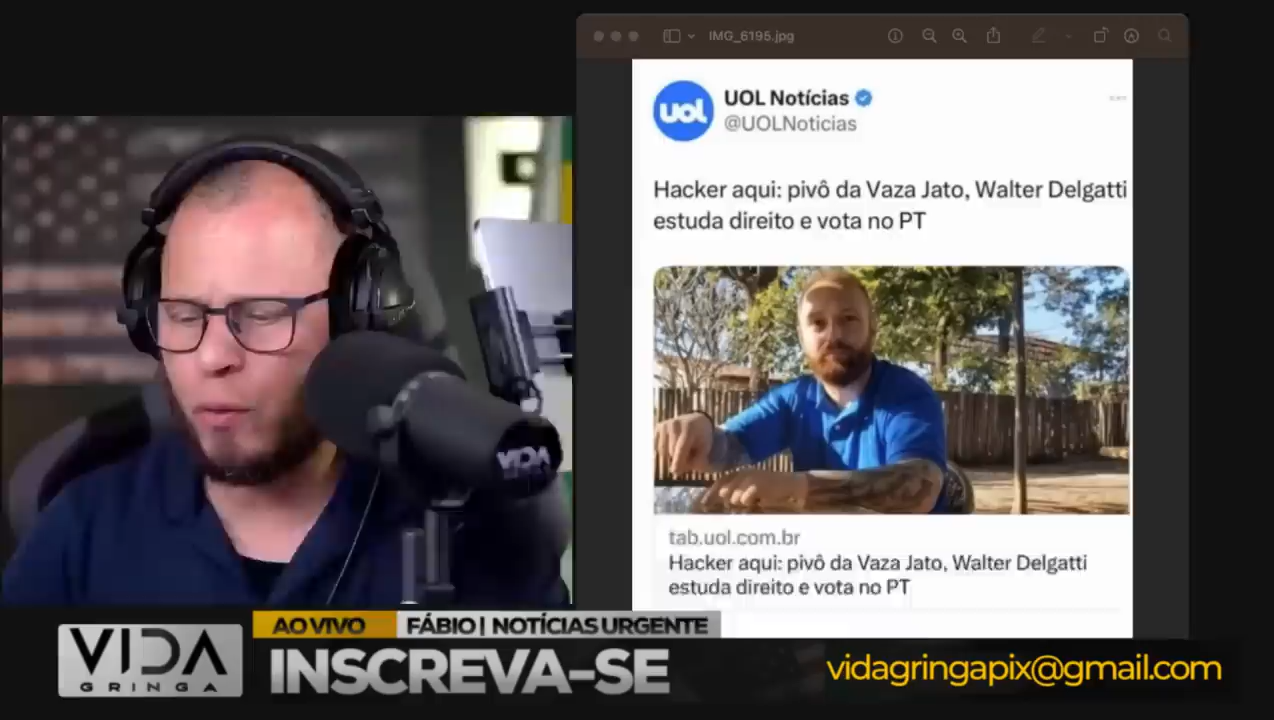 IMG_6195.jpg
UOL Notícias
@UOLNoticias
uol
Hacker aqui: pivô da Vaza Jato, Walter Delgatti
estuda direito e vota no PT
tab.uol.com.br
Hacker aqui: pivô da Vaza Jato, Walter Delgatti
estuda direito e vota no PT
VIDA
AO VIVO
FÁBIO | NOTÍCIAS URGENTE
VIDA
GRINGA
INSCREVA-SE
vidagringapix@gmail.com